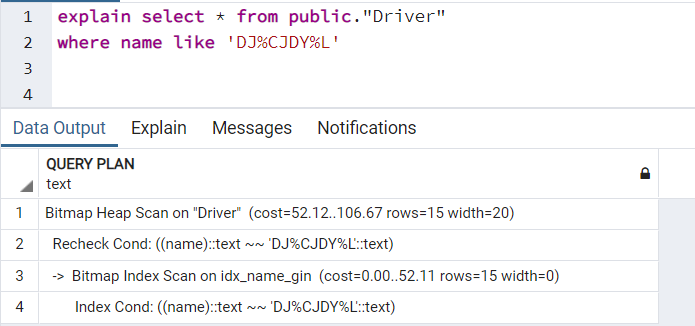 1 explain select * from public."Driver"
2 where name like 'DJ%CJDY%L'
3
4
Data Output Explain Messages Notifications
QUERY PLAN
text
1 Bitmap Heap Scan on "Driver" (cost=52.12..106.67 rows=15 width=20)
2 Recheck Cond: ((name)::text ~~ 'DJ%CJDY%L'::text)
3 -> Bitmap Index Scan on idx_name_gin (cost=0.00..52.11 rows=15 width=0)
4 Index Cond: ((name)::text ~~ 'DJ%CJDY%L'::text)